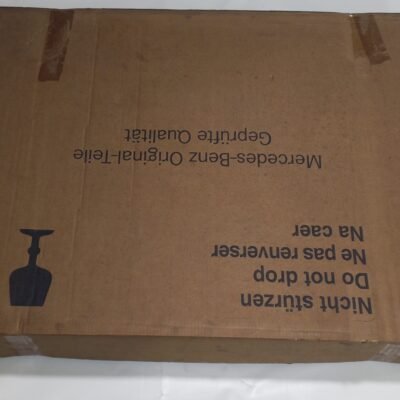 Nicht stürzen
Do not drop
Ne pas renverser
Na caer
Mercedes-Benz Original-Teile
Geprüfte Qualität